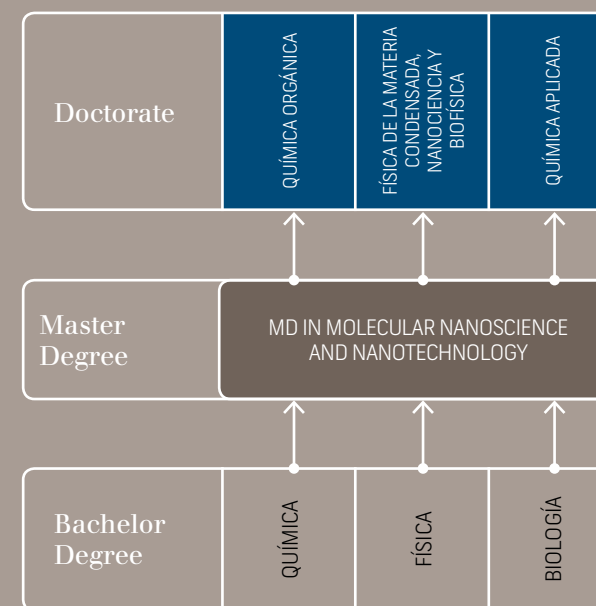 Doctorate
QUÍMICA ORGÁNICA
FÍSICA DE LA MATERIA
CONDENSADA,
NANOCIENCIA Y
BIOFÍSICA
QUÍMICA APLICADA
Master
Degree
MD IN MOLECULAR NANOSCIENCE
AND NANOTECHNOLOGY
Bachelor
Degree
QUÍMICA
FÍSICA
BIOLOGÍA